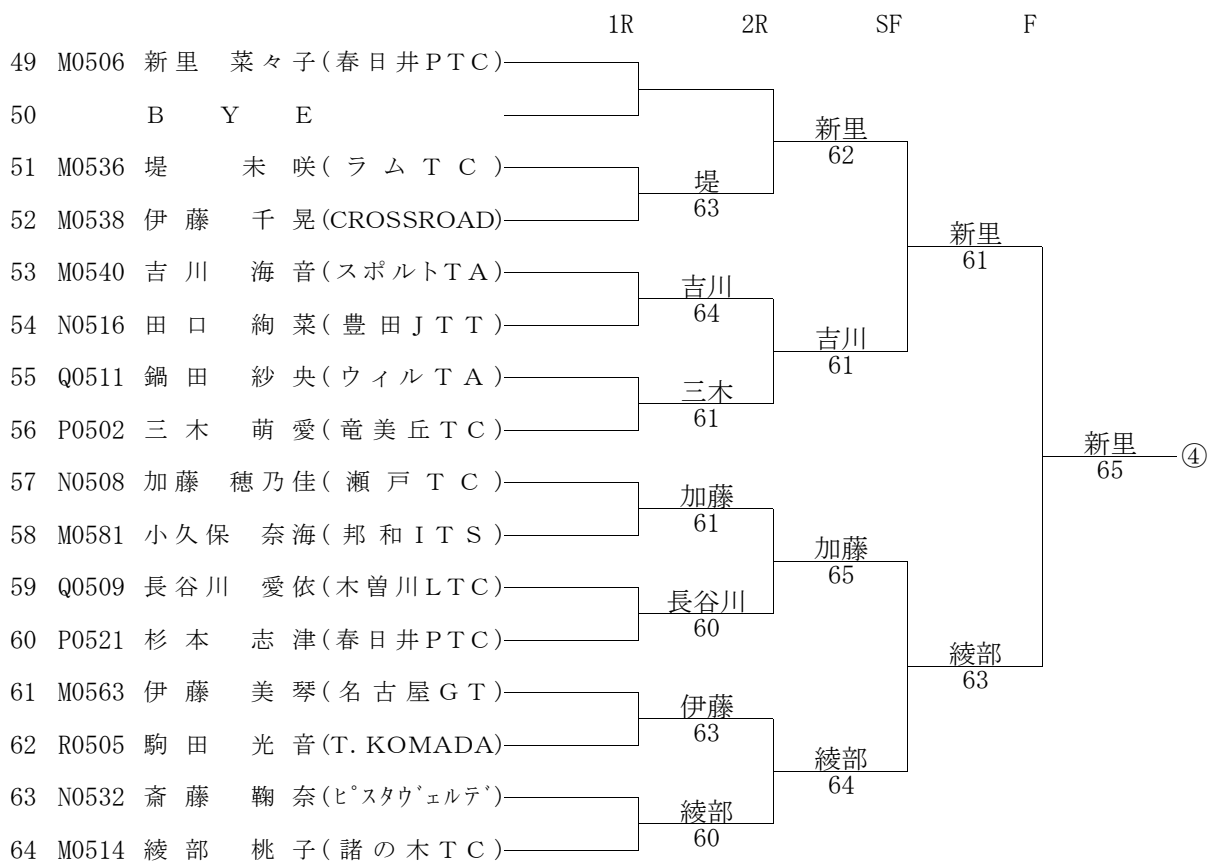 1R 2R SF F
49 M0506 新里 菜々子(春日井PTC)
50 BYE
新里
62
51 M0536 堤 未咲(ラムTC)
堤
63
52 M0538 伊藤 千晃(CROSSROAD)
新里
61
53 M0540 吉川 海音(スポルトTA)
吉川
64
54 N0516 田口 絢菜(豊田JTT)
吉川
61
55 Q0511 鍋田 紗央(ウィルTA)
三木
61
56 P0502 三木 萌愛(竜美丘TC)
新里
65
④
57 N0508 加藤 穂乃佳(瀬戸TC)
加藤
61
58 M0581 小久保 奈海(邦和ITS)
加藤
65
59 Q0509 長谷川 愛依(木曽川LTC)
長谷川
60
60 P0521 杉本 志津(春日井PTC)
綾部
63
61 M0563 伊藤 美琴(名古屋GT)
伊藤
63
62 R0505 駒田 光音(T.KOMADA)
綾部
64
63 N0532 斎藤 鞠奈(ﾋﾟｽﾀｳﾞｪﾙﾃﾞ)
綾部
60
64 M0514 綾部 桃子(諸の木TC)